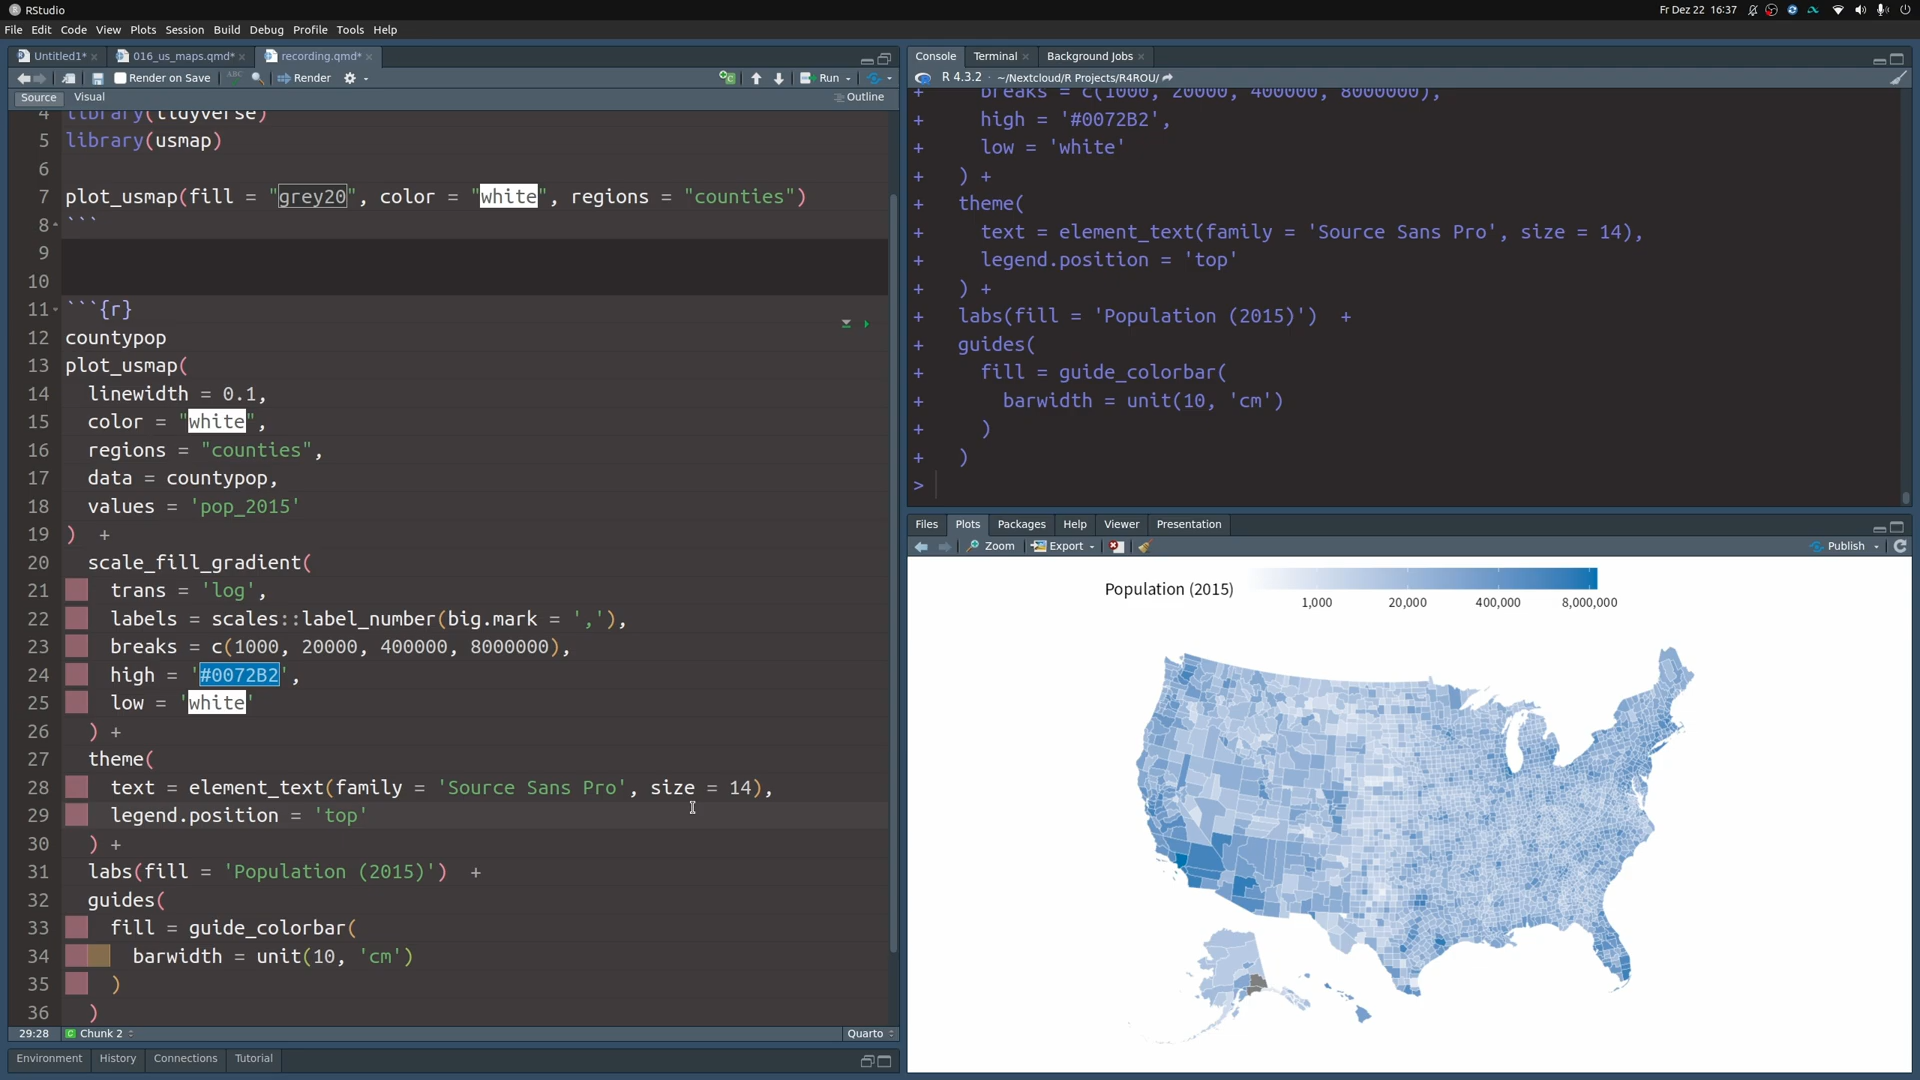 RStudio
Fr Dez 22 16:37
File Edit Code View Plots Session Build Debug Profile Tools Help
Untitled1* × 016_us_maps.qmd* × recording.qmd* ×
Render on Save ABC Render Run
Source Visual Outline
4 library(tidyverse)
5 library(usmap)
6
7 plot_usmap(fill = "grey20", color = "white", regions = "counties")
8 ```
9
10
11 ```{r}
12 countypop
13 plot_usmap(
14 linewidth = 0.1,
15 color = "white",
16 regions = "counties",
17 data = countypop,
18 values = 'pop_2015'
19 ) +
20 scale_fill_gradient(
21 trans = 'log',
22 labels = scales::label_number(big.mark = ','),
23 breaks = c(1000, 20000, 400000, 8000000),
24 high = '#0072B2',
25 low = 'white'
26 ) +
27 theme(
28 text = element_text(family = 'Source Sans Pro', size = 14),
29 legend.position = 'top'
30 ) +
31 labs(fill = 'Population (2015)') +
32 guides(
33 fill = guide_colorbar(
34 barwidth = unit(10, 'cm')
35 )
36 )
29:28 C Chunk 2 Quarto
Environment History Connections Tutorial
Console Terminal × Background Jobs ×
R 4.3.2 · ~/Nextcloud/R Projects/R4ROU/
+ breaks = c(1000, 20000, 400000, 8000000),
+ high = '#0072B2',
+ low = 'white'
+ ) +
+ theme(
+ text = element_text(family = 'Source Sans Pro', size = 14),
+ legend.position = 'top'
+ ) +
+ labs(fill = 'Population (2015)') +
+ guides(
+ fill = guide_colorbar(
+ barwidth = unit(10, 'cm')
+ )
+ )
>
Files Plots Packages Help Viewer Presentation
Zoom Export Publish
Population (2015)
1,000 20,000 400,000 8,000,000